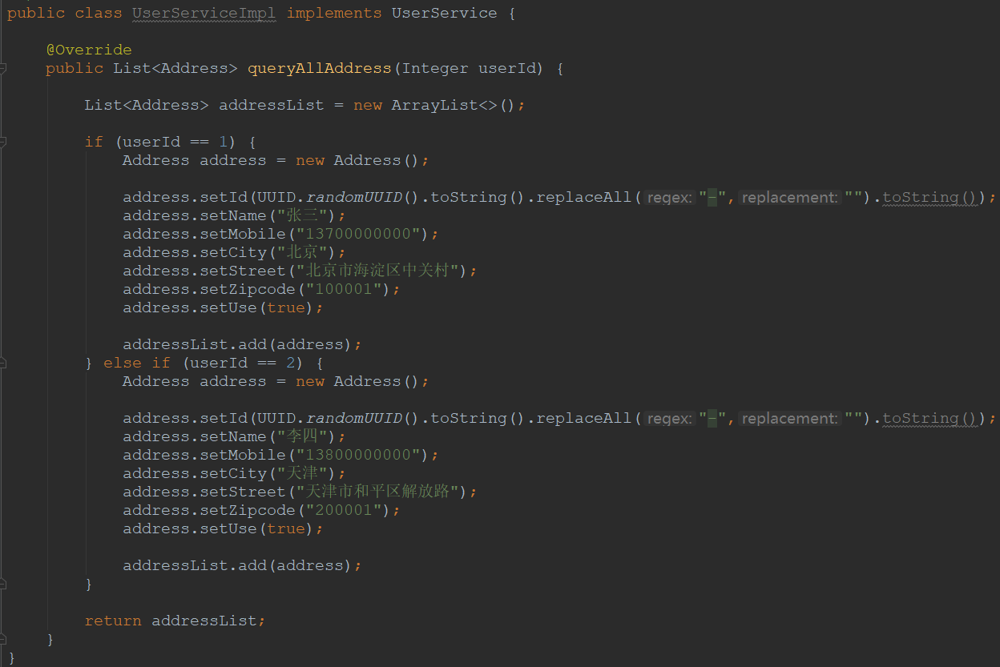 public class UserServiceImpl implements UserService {
@Override
public List<Address> queryAllAddress(Integer userId) {
List<Address> addressList = new ArrayList<>();
if (userId == 1) {
Address address = new Address();
address.setId(UUID.randomUUID().toString().replaceAll( regex: "-", replacement: "").toString());
address.setName("张三");
address.setMobile("13700000000");
address.setCity("北京");
address.setStreet("北京市海淀区中关村");
address.setZipcode("100001");
address.setUse(true);
addressList.add(address);
} else if (userId == 2) {
Address address = new Address();
address.setId(UUID.randomUUID().toString().replaceAll( regex: "-", replacement: "").toString());
address.setName("李四");
address.setMobile("13800000000");
address.setCity("天津");
address.setStreet("天津市和平区解放路");
address.setZipcode("200001");
address.setUse(true);
addressList.add(address);
}
return addressList;
}
}